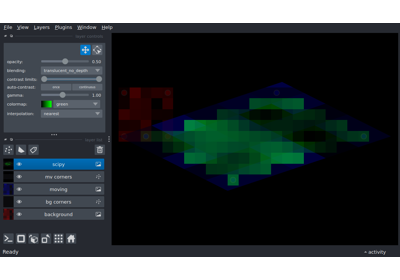 File View Layers Plugins Window Help
opacity: 0.50
blending: translucent_no_depth
contrast limits:
auto-contrast: once continuous
gamma: 1.00
colormap: green
interpolation: nearest
scipy
mv corners
moving
bg corners
background
Ready
activity